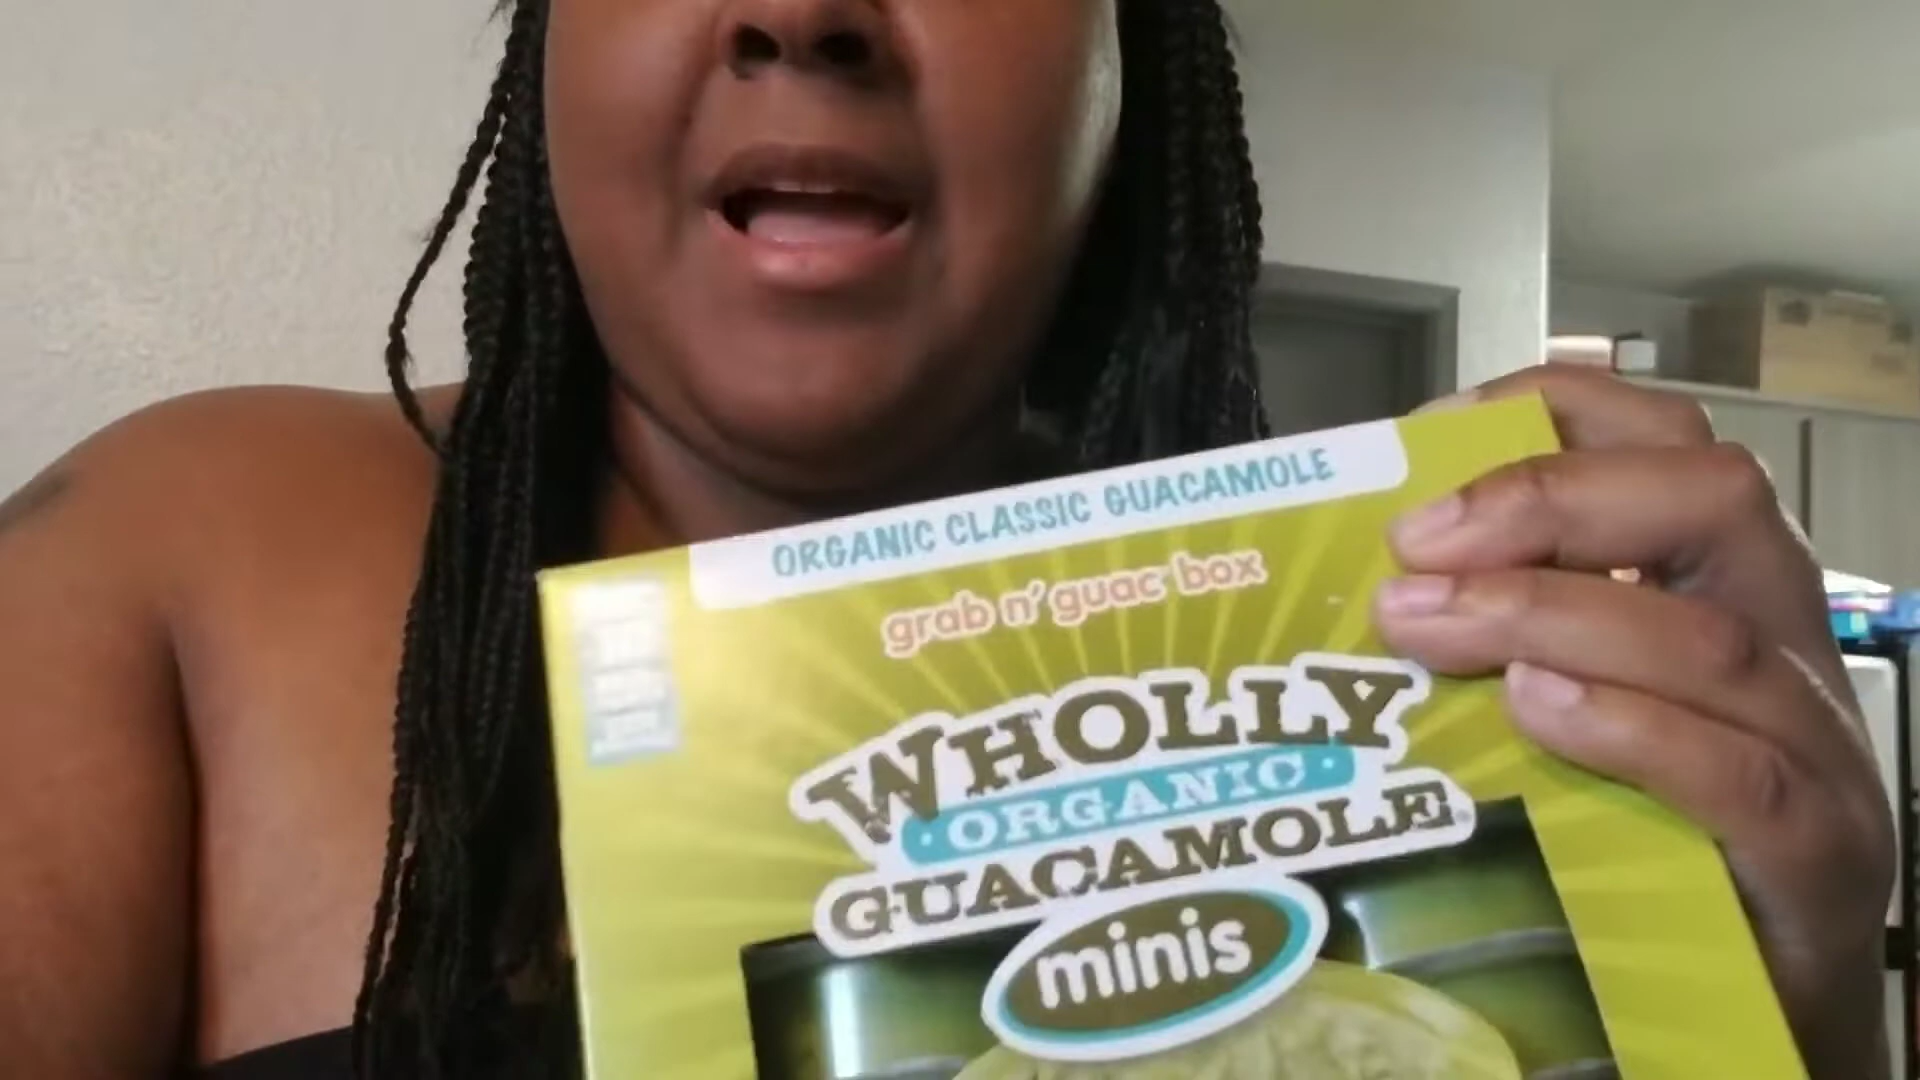 ORGANIC CLASSIC GUACAMOLE
grab n' guac box
WHOLLY
·ORGANIC·
GUACAMOLE®
minis